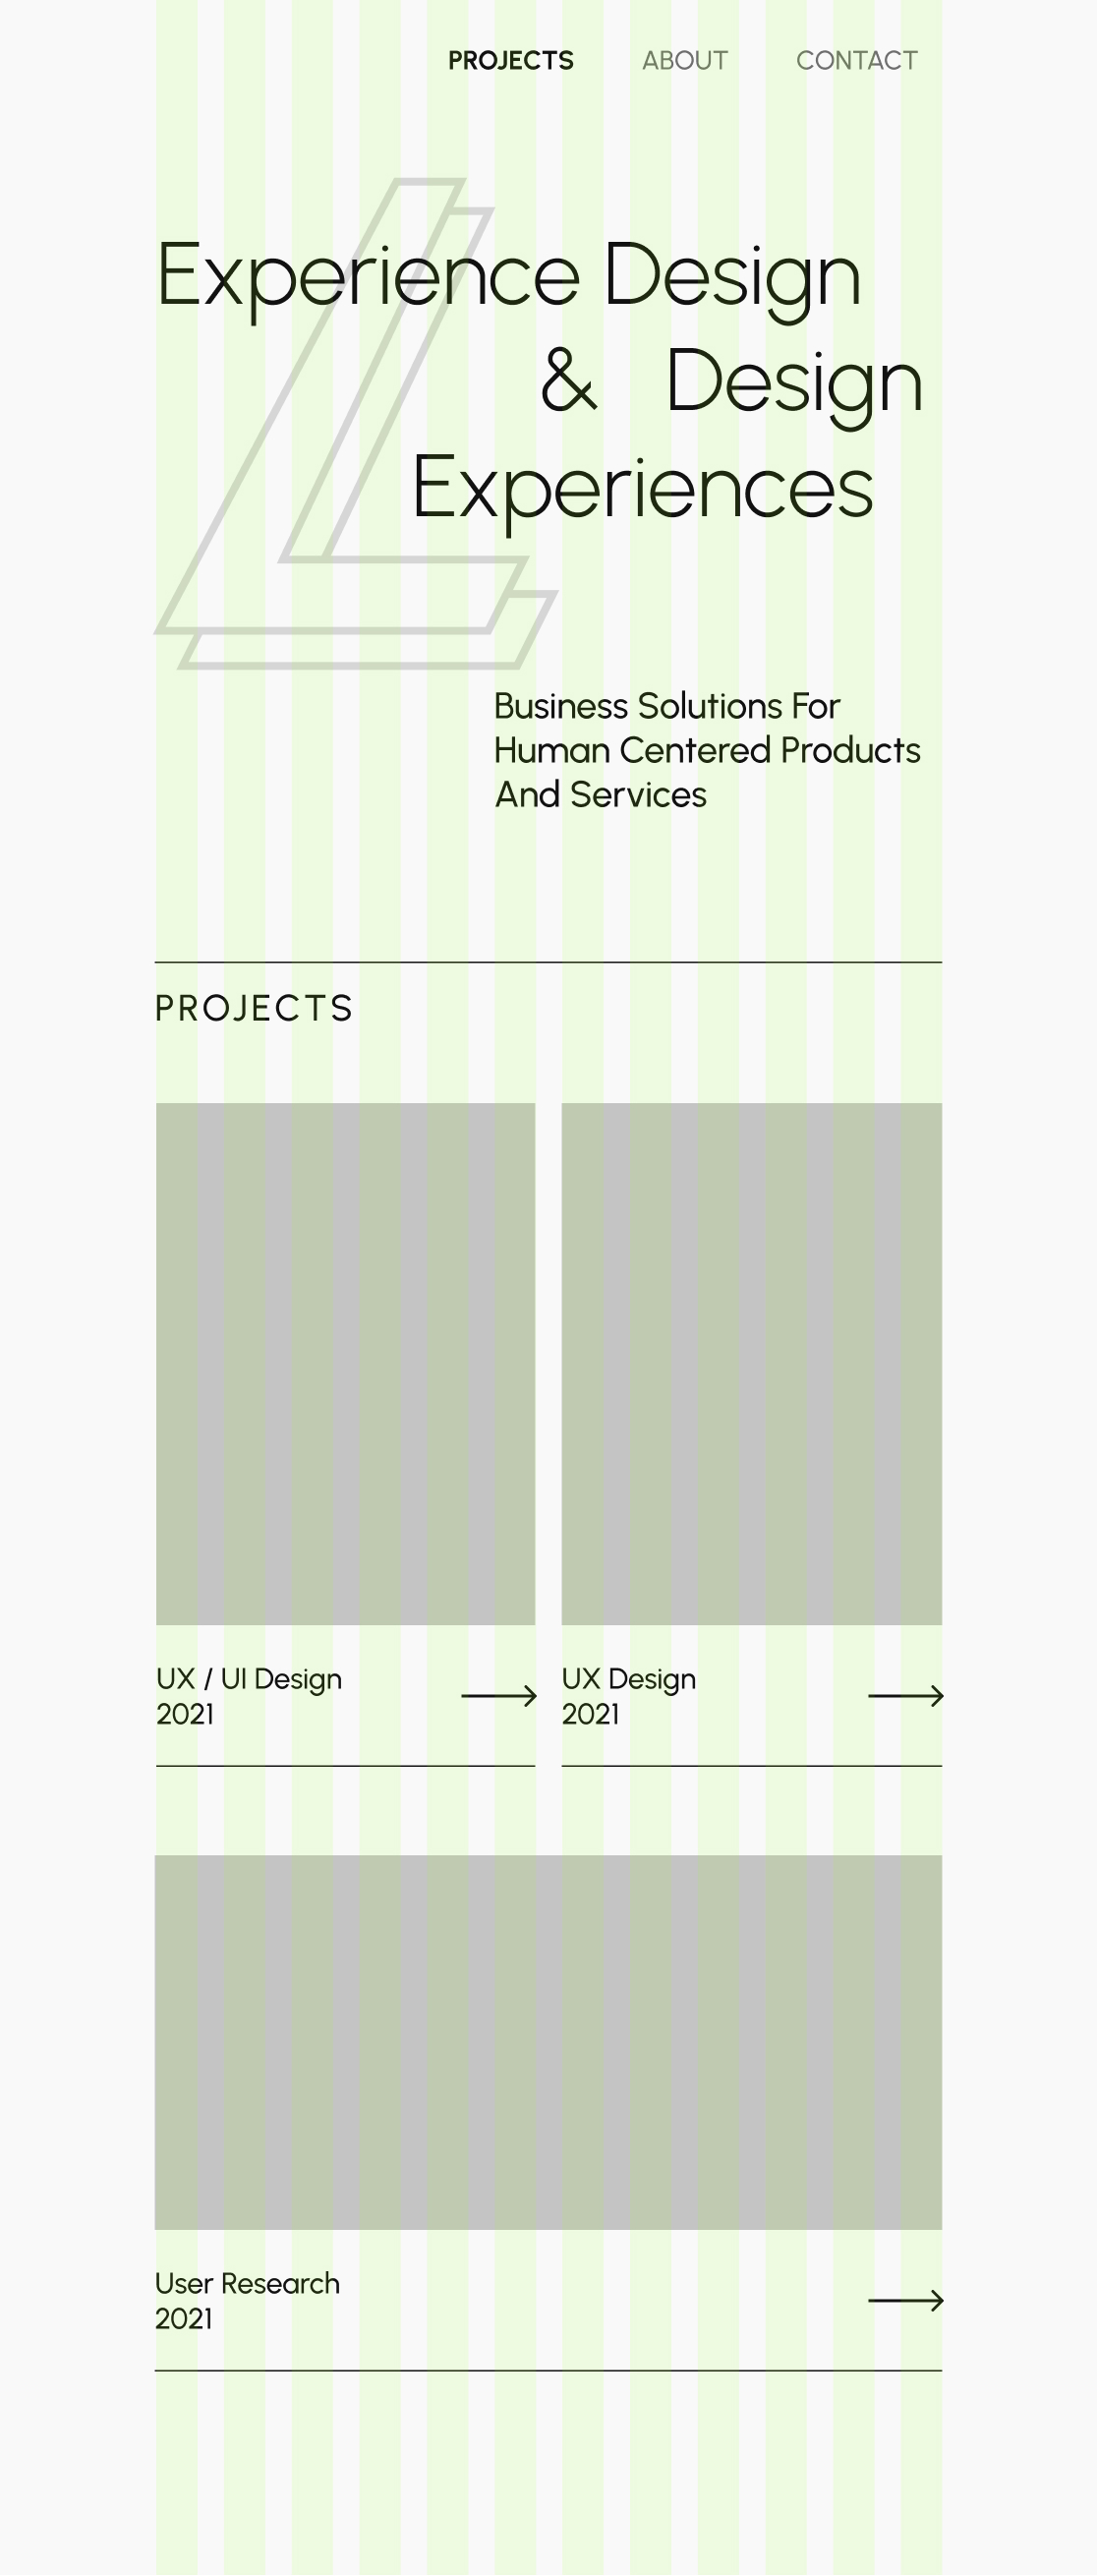 PROJECTS ABOUT CONTACT
L
Experience Design
& Design
Experiences
Business Solutions For
Human Centered Products
And Services
PROJECTS
UX / UI Design
2021
UX Design
2021
User Research
2021